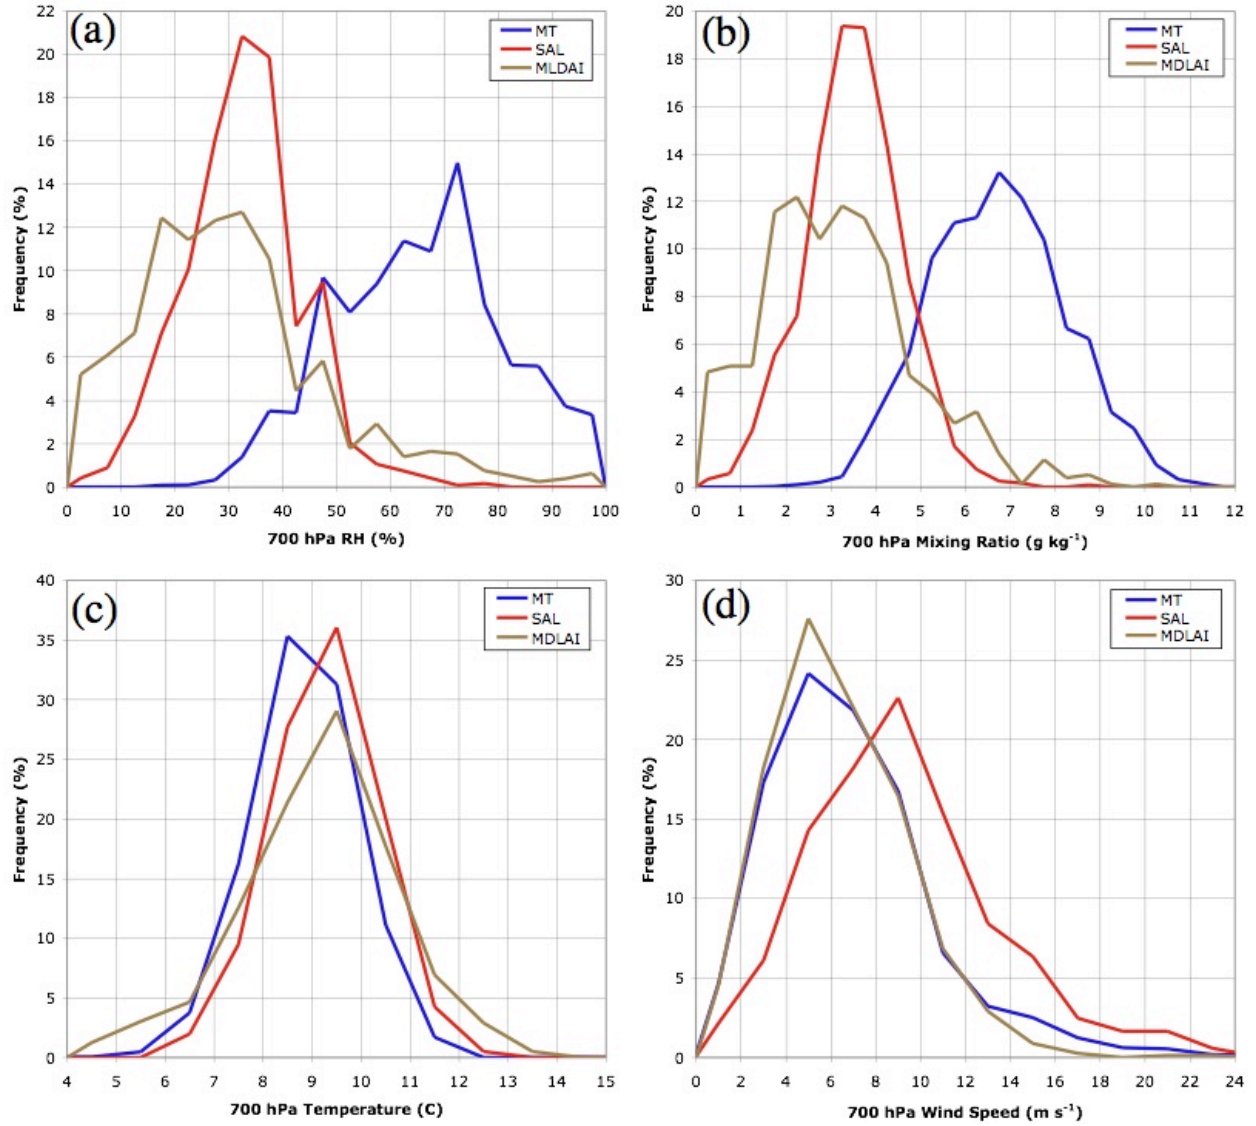 (a)
MT
SAL
MLDAI
Frequency (%)
22
20
18
16
14
12
10
8
6
4
2
0
0 10 20 30 40 50 60 70 80 90 100
700 hPa RH (%)
(b)
MT
SAL
MDLAI
Frequency (%)
20
18
16
14
12
10
8
6
4
2
0
0 1 2 3 4 5 6 7 8 9 10 11 12
700 hPa Mixing Ratio (g kg⁻¹)
(c)
MT
SAL
MDLAI
Frequency (%)
40
35
30
25
20
15
10
5
0
4 5 6 7 8 9 10 11 12 13 14 15
700 hPa Temperature (C)
(d)
MT
SAL
MDLAI
Frequency (%)
30
25
20
15
10
5
0
0 2 4 6 8 10 12 14 16 18 20 22 24
700 hPa Wind Speed (m s⁻¹)